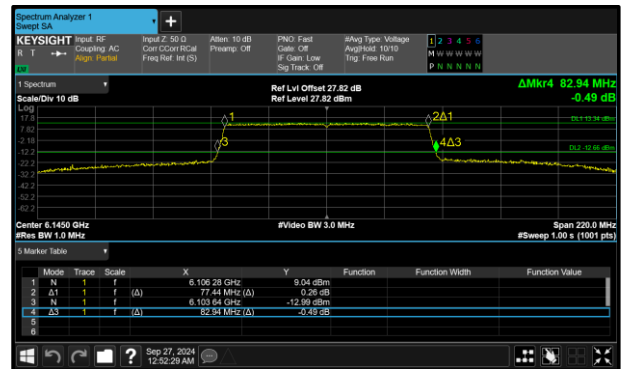 Spectrum Analyzer 1
Swept SA
+
KEYSIGHT Input: RF Input Z: 50 Ω Atten: 10 dB PNO: Fast #Avg Type: Voltage 1 2 3 4 5 6
R T Coupling: AC Corr CCorr RCal Preamp: Off Gate: Off Avg|Hold: 10/10 M W W W W W
Align: Partial Freq Ref: Int (S) IF Gain: Low Trig: Free Run
Sig Track: Off P N N N N N
1 Spectrum ΔMkr4 82.94 MHz
Ref Lvl Offset 27.82 dB
Scale/Div 10 dB Ref Level 27.82 dBm -0.49 dB
Log
17.8 1 2Δ1 DL1 13.34 dBm
7.82
-2.18 3 4Δ3
-12.2 DL2 -12.66 dBm
-22.2
-32.2
-42.2
-52.2
-62.2
Center 6.1450 GHz #Video BW 3.0 MHz Span 220.0 MHz
#Res BW 1.0 MHz #Sweep 1.00 s (1001 pts)
5 Marker Table
Mode Trace Scale X Y Function Function Width Function Value
1 N 1 f 6.106 28 GHz 9.04 dBm
2 Δ1 1 f (Δ) 77.44 MHz (Δ) 0.26 dB
3 N 1 f 6.103 64 GHz -12.99 dBm
4 Δ3 1 f (Δ) 82.94 MHz (Δ) -0.49 dB
5
6
? Sep 27, 2024
12:52:29 AM